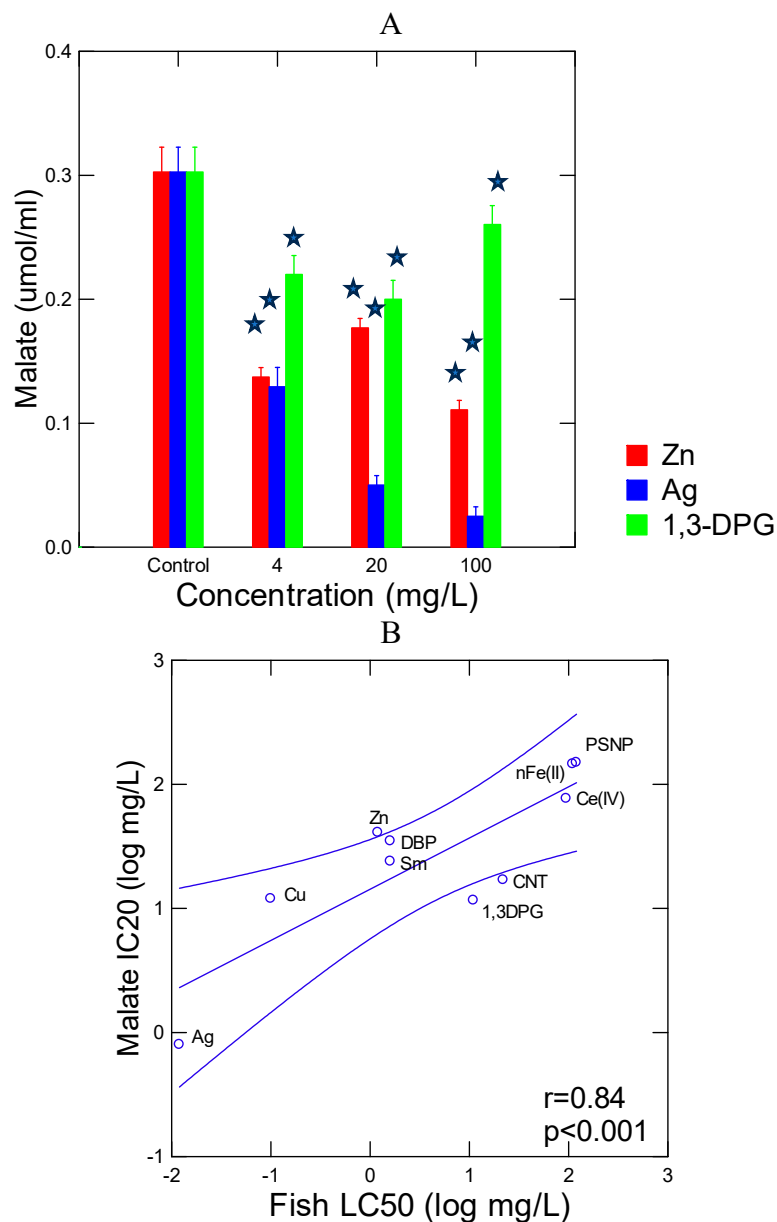 A
0.4
0.3
0.2
0.1
0.0
Malate (umol/ml)
Control 4 20 100
Concentration (mg/L)
Zn
Ag
1,3-DPG
B
3
2
1
0
-1
Malate IC20 (log mg/L)
PSNP
nFe(II)
Ce(IV)
Zn
DBP
Sm
CNT
Cu
1,3DPG
Ag
r=0.84
p<0.001
-2 -1 0 1 2 3
Fish LC50 (log mg/L)